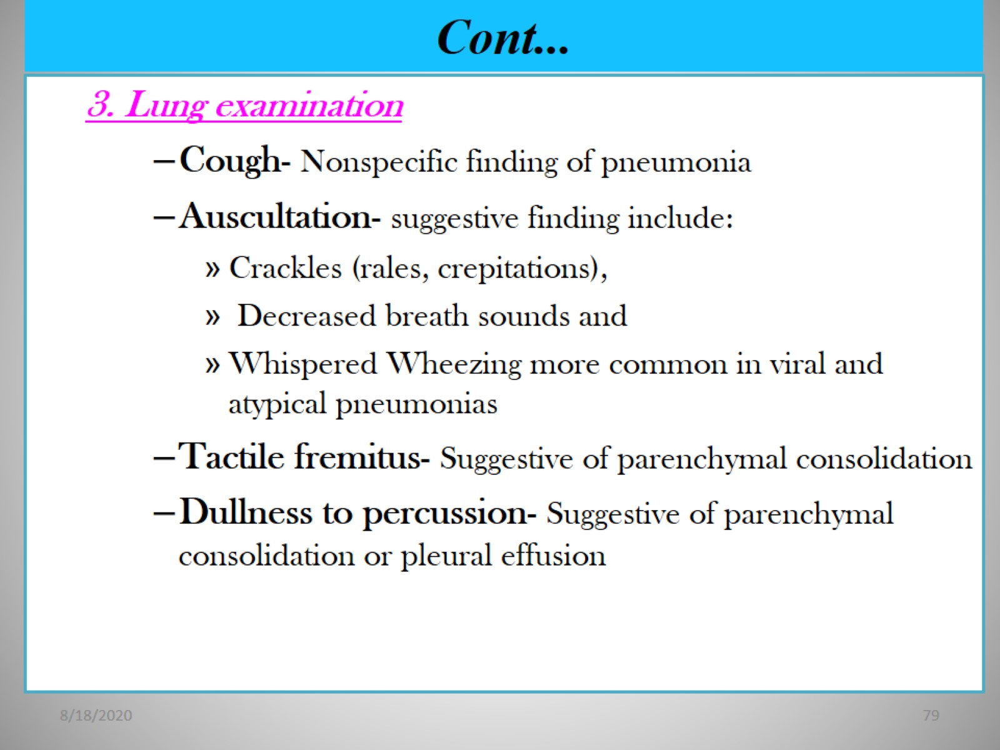 Cont...
3. Lung examination
–Cough- Nonspecific finding of pneumonia
–Auscultation- suggestive finding include:
» Crackles (rales, crepitations),
» Decreased breath sounds and
» Whispered Wheezing more common in viral and
atypical pneumonias
–Tactile fremitus- Suggestive of parenchymal consolidation
–Dullness to percussion- Suggestive of parenchymal
consolidation or pleural effusion
8/18/2020
79